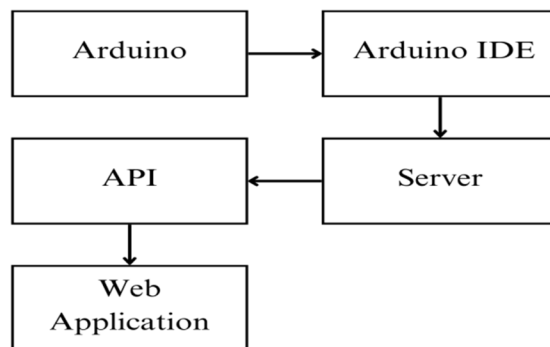 Arduino
Arduino IDE
Server
API
Web
Application